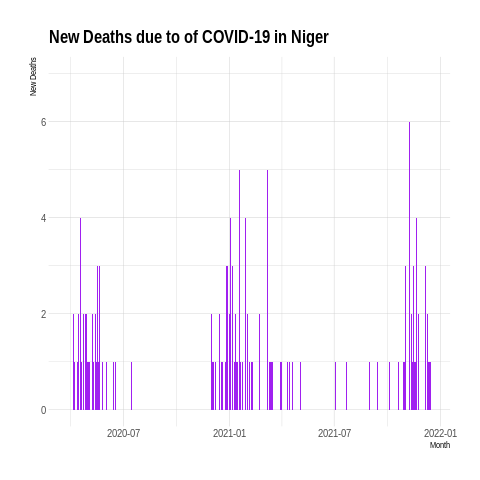 New Deaths due to of COVID-19 in Niger
New Deaths
6
4
2
0
2020-07 2021-01 2021-07 2022-01
Month